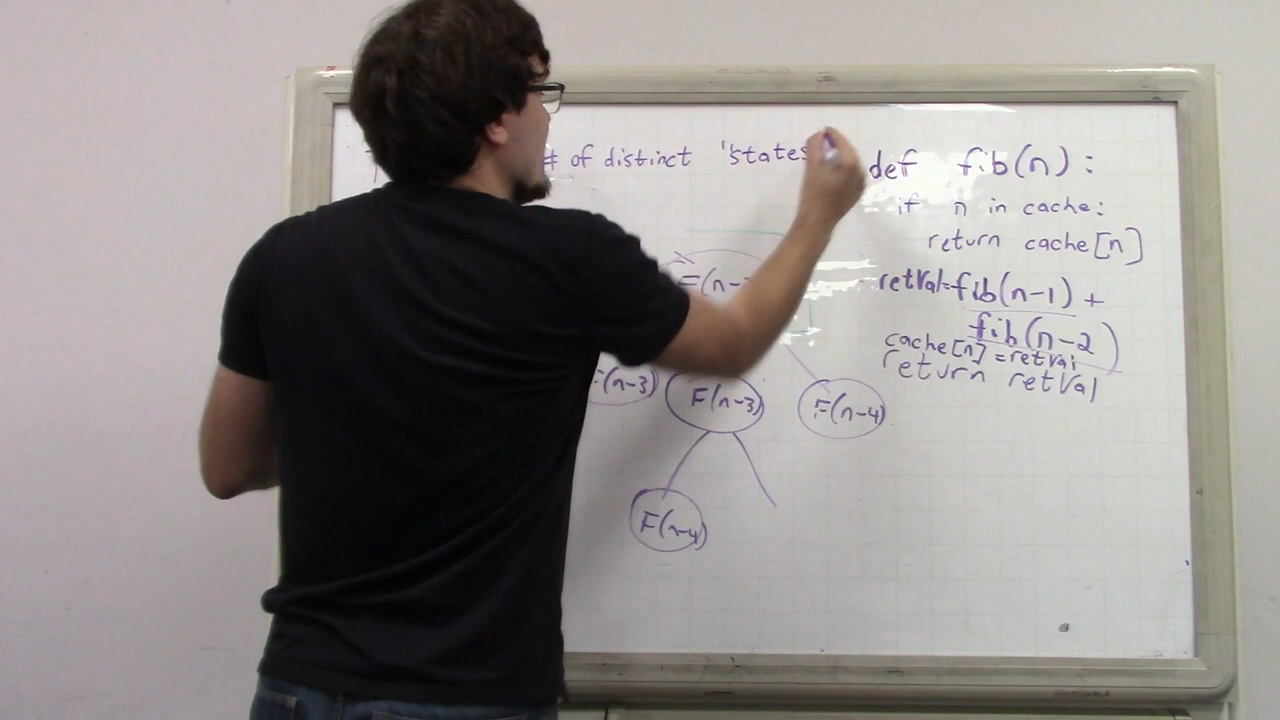 # of distinct 'states
F(n-
F(n-3)
F(n-3)
F(n-4)
F(n-4)
def fib(n):
if n in cache:
return cache[n]
retVal=fib(n-1) +
fib(n-2)
cache[n] = retVal
return retVal